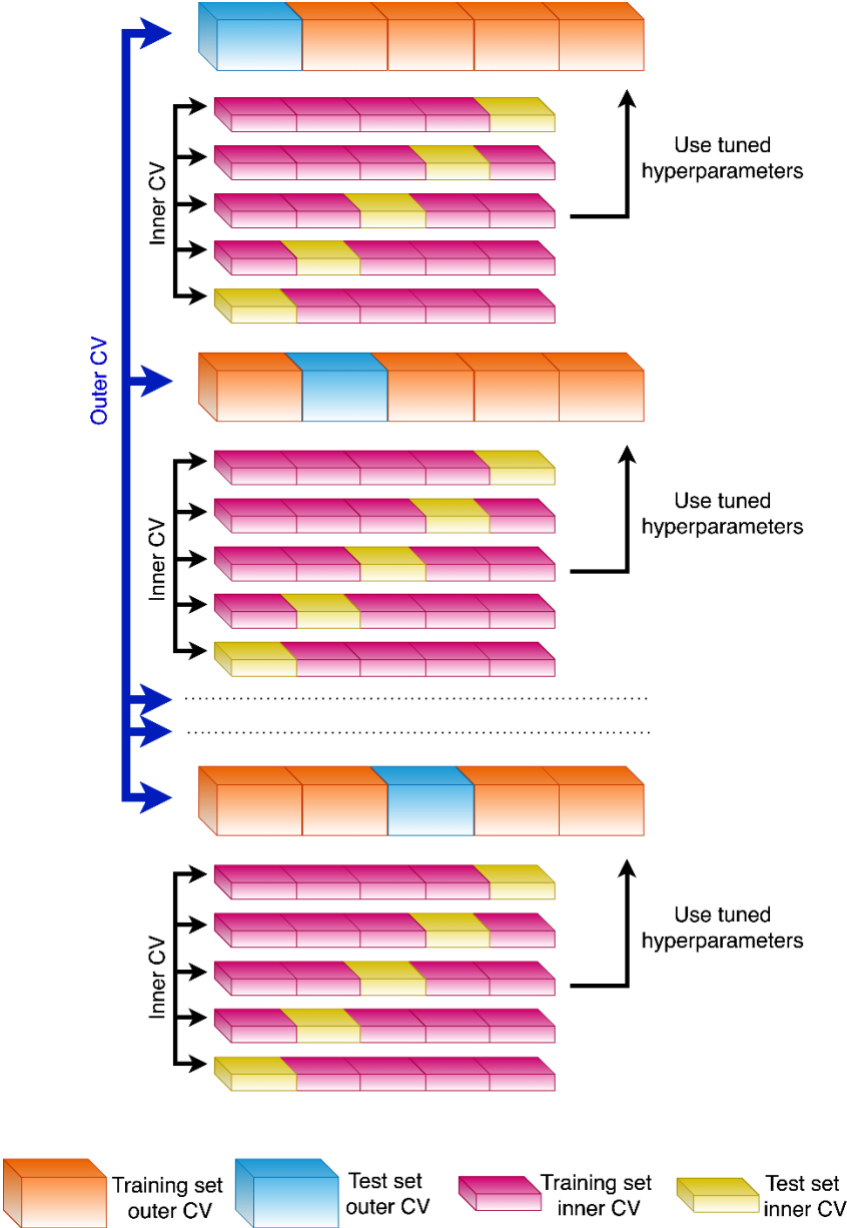 Outer CV
Inner CV
Use tuned
hyperparameters
Inner CV
Use tuned
hyperparameters
Inner CV
Use tuned
hyperparameters
Training set
outer CV
Test set
outer CV
Training set
inner CV
Test set
inner CV